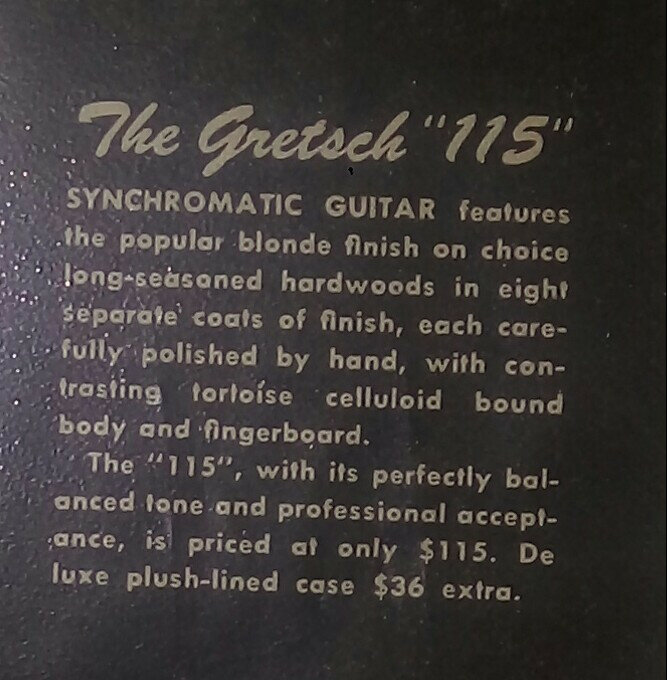 The Gretsch "115"
SYNCHROMATIC GUITAR features
the popular blonde finish on choice
long-seasoned hardwoods in eight
separate coats of finish, each care-
fully polished by hand, with con-
trasting tortoise celluloid bound
body and fingerboard.
The "115", with its perfectly bal-
anced tone and professional accept-
ance, is priced at only $115. De
luxe plush-lined case $36 extra.